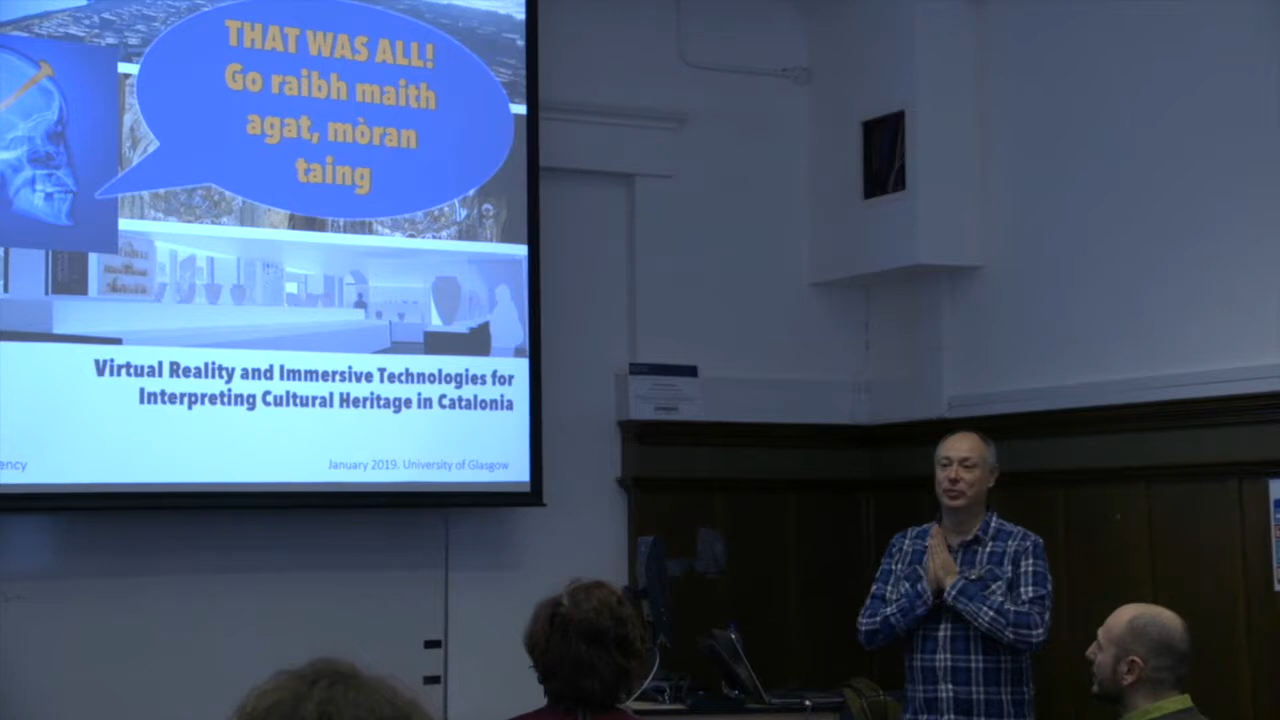 THAT WAS ALL!
Go raibh maith
agat, mòran
taing
Virtual Reality and Immersive Technologies for
Interpreting Cultural Heritage in Catalonia
ency
January 2019. University of Glasgow